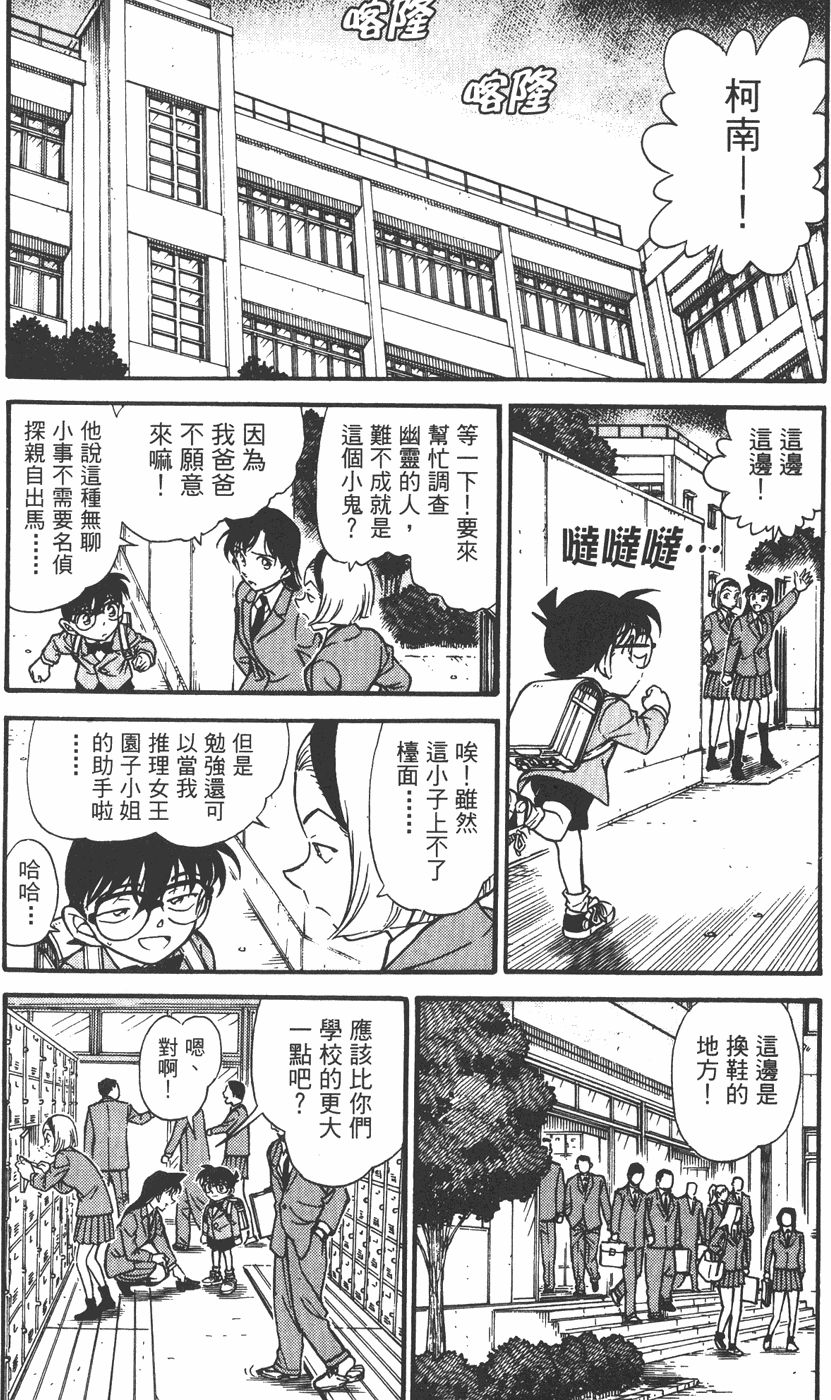 喀隆
喀隆
柯南—！
這邊
這邊！
噠噠噠…
等一下！要來
幫忙調查
幽靈的人，
難不成就是
這個小鬼？
因為
我爸爸
不願意
來嘛！
他說這種無聊
小事不需要名偵
探親自出馬……
唉！雖然
這小子上不了
檯面……
但是
勉強還可
以當我
推理女王
園子小姐
的助手啦
……
哈哈…
這邊是
換鞋的
地方！
應該比你們
學校的更大
一點吧？
嗯、
對啊！